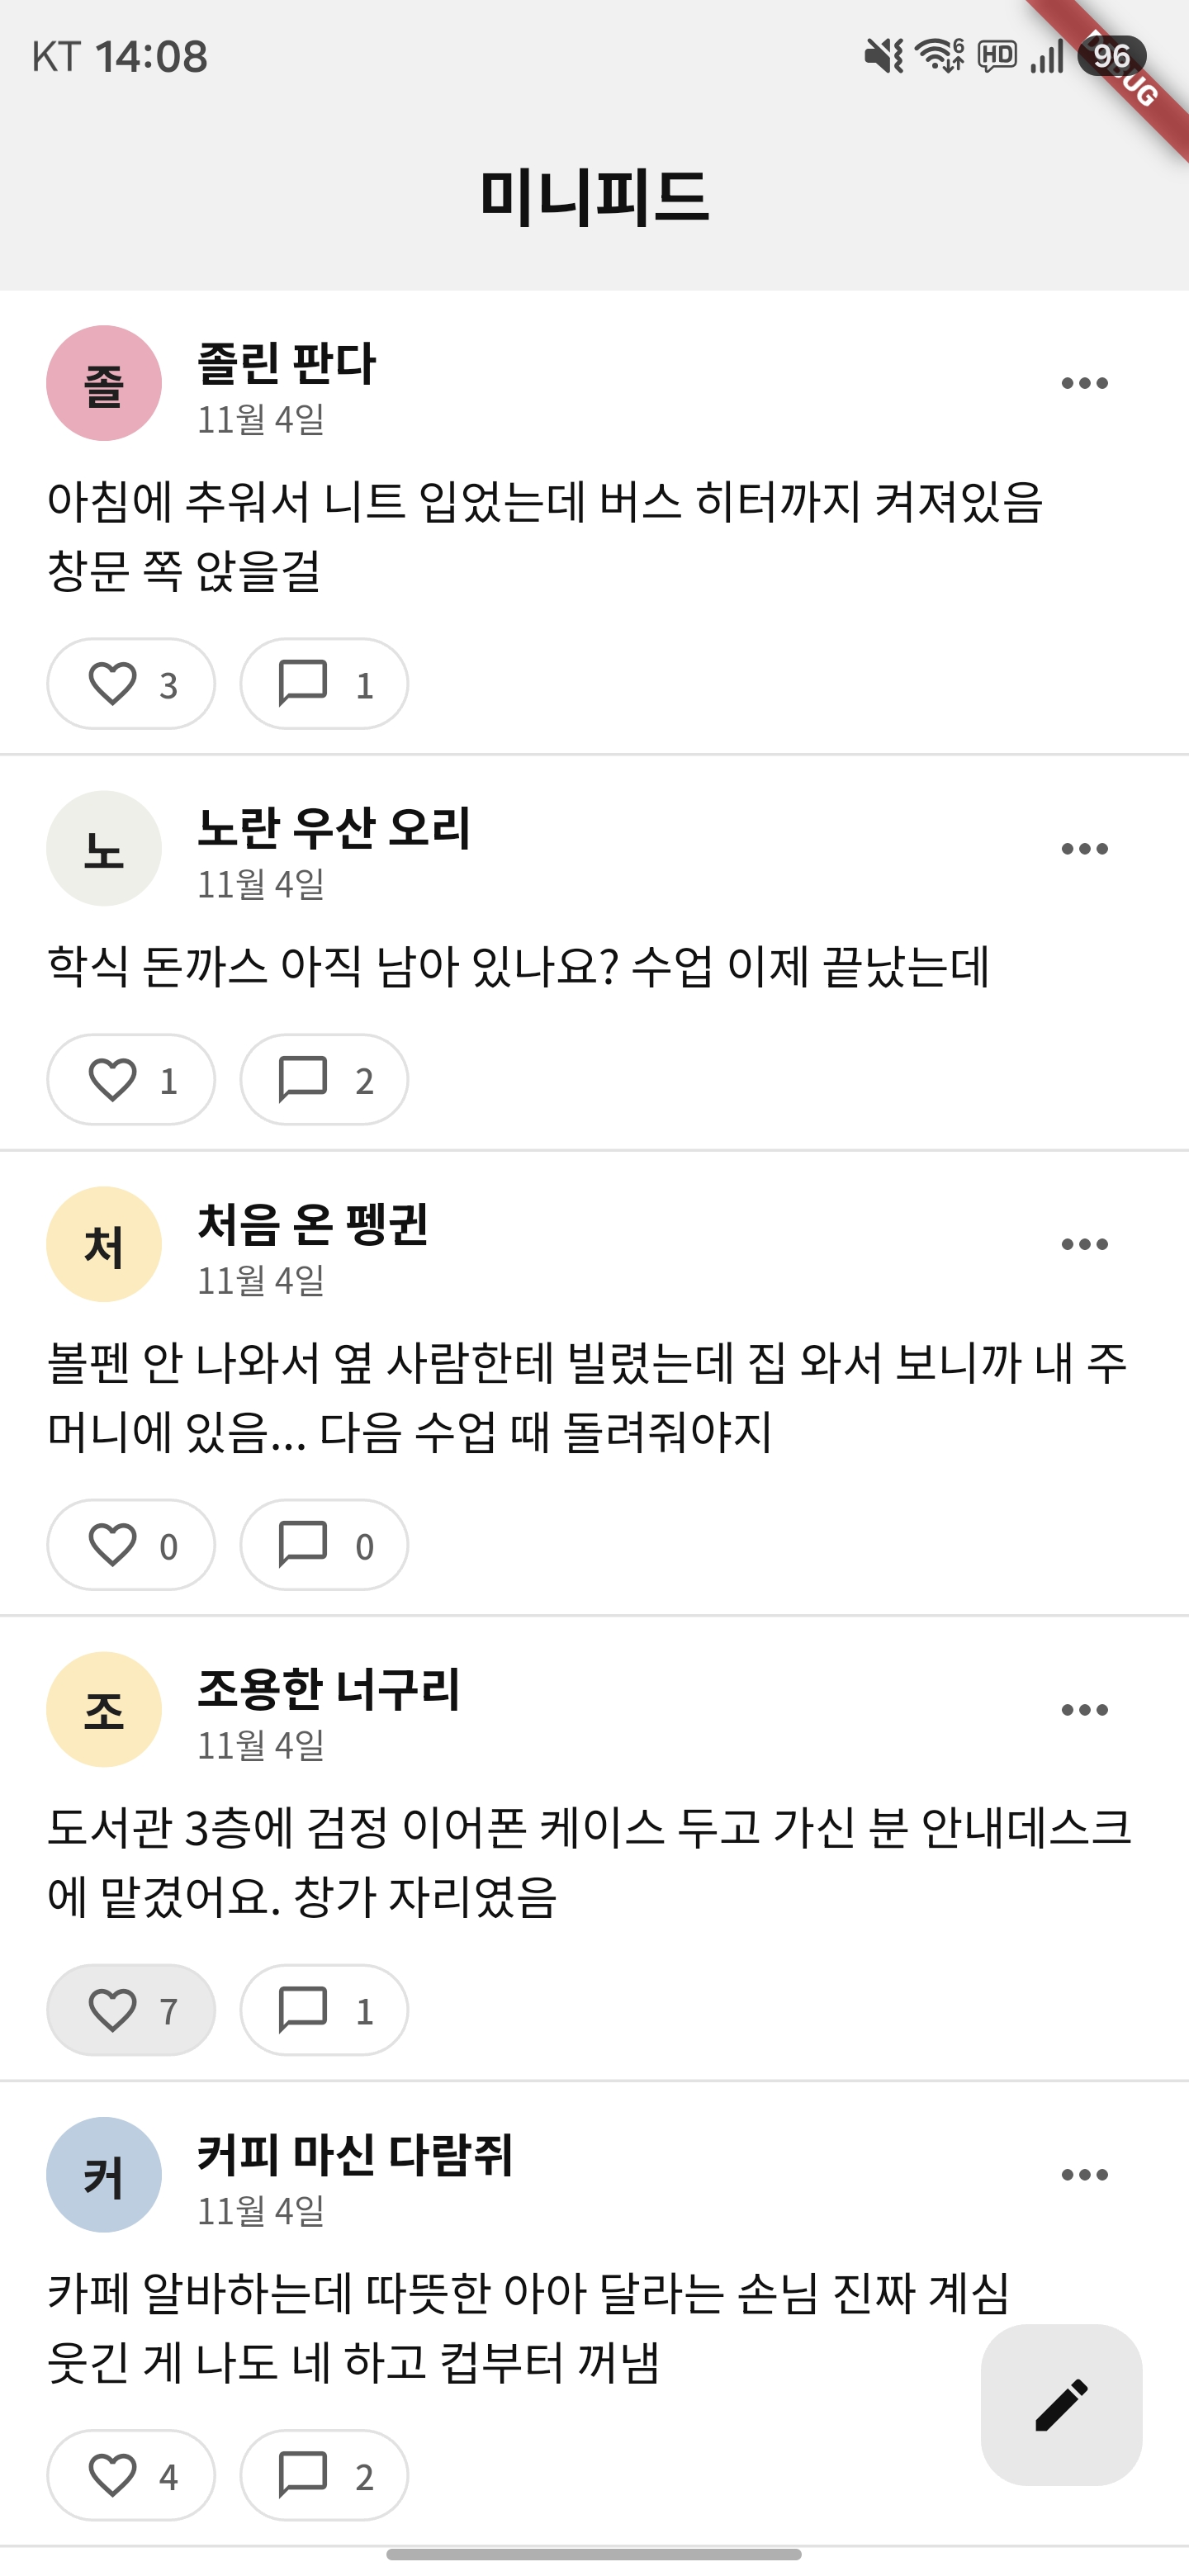 KT 14:08
6
HD
96
DEBUG
미니피드
졸
졸린 판다
11월 4일
아침에 추워서 니트 입었는데 버스 히터까지 켜져있음
창문 쪽 앉을걸
3
1
노
노란 우산 오리
11월 4일
학식 돈까스 아직 남아 있나요? 수업 이제 끝났는데
1
2
처
처음 온 펭귄
11월 4일
볼펜 안 나와서 옆 사람한테 빌렸는데 집 와서 보니까 내 주
머니에 있음... 다음 수업 때 돌려줘야지
0
0
조
조용한 너구리
11월 4일
도서관 3층에 검정 이어폰 케이스 두고 가신 분 안내데스크
에 맡겼어요. 창가 자리였음
7
1
커
커피 마신 다람쥐
11월 4일
카페 알바하는데 따뜻한 아아 달라는 손님 진짜 계심
웃긴 게 나도 네 하고 컵부터 꺼냄
4
2